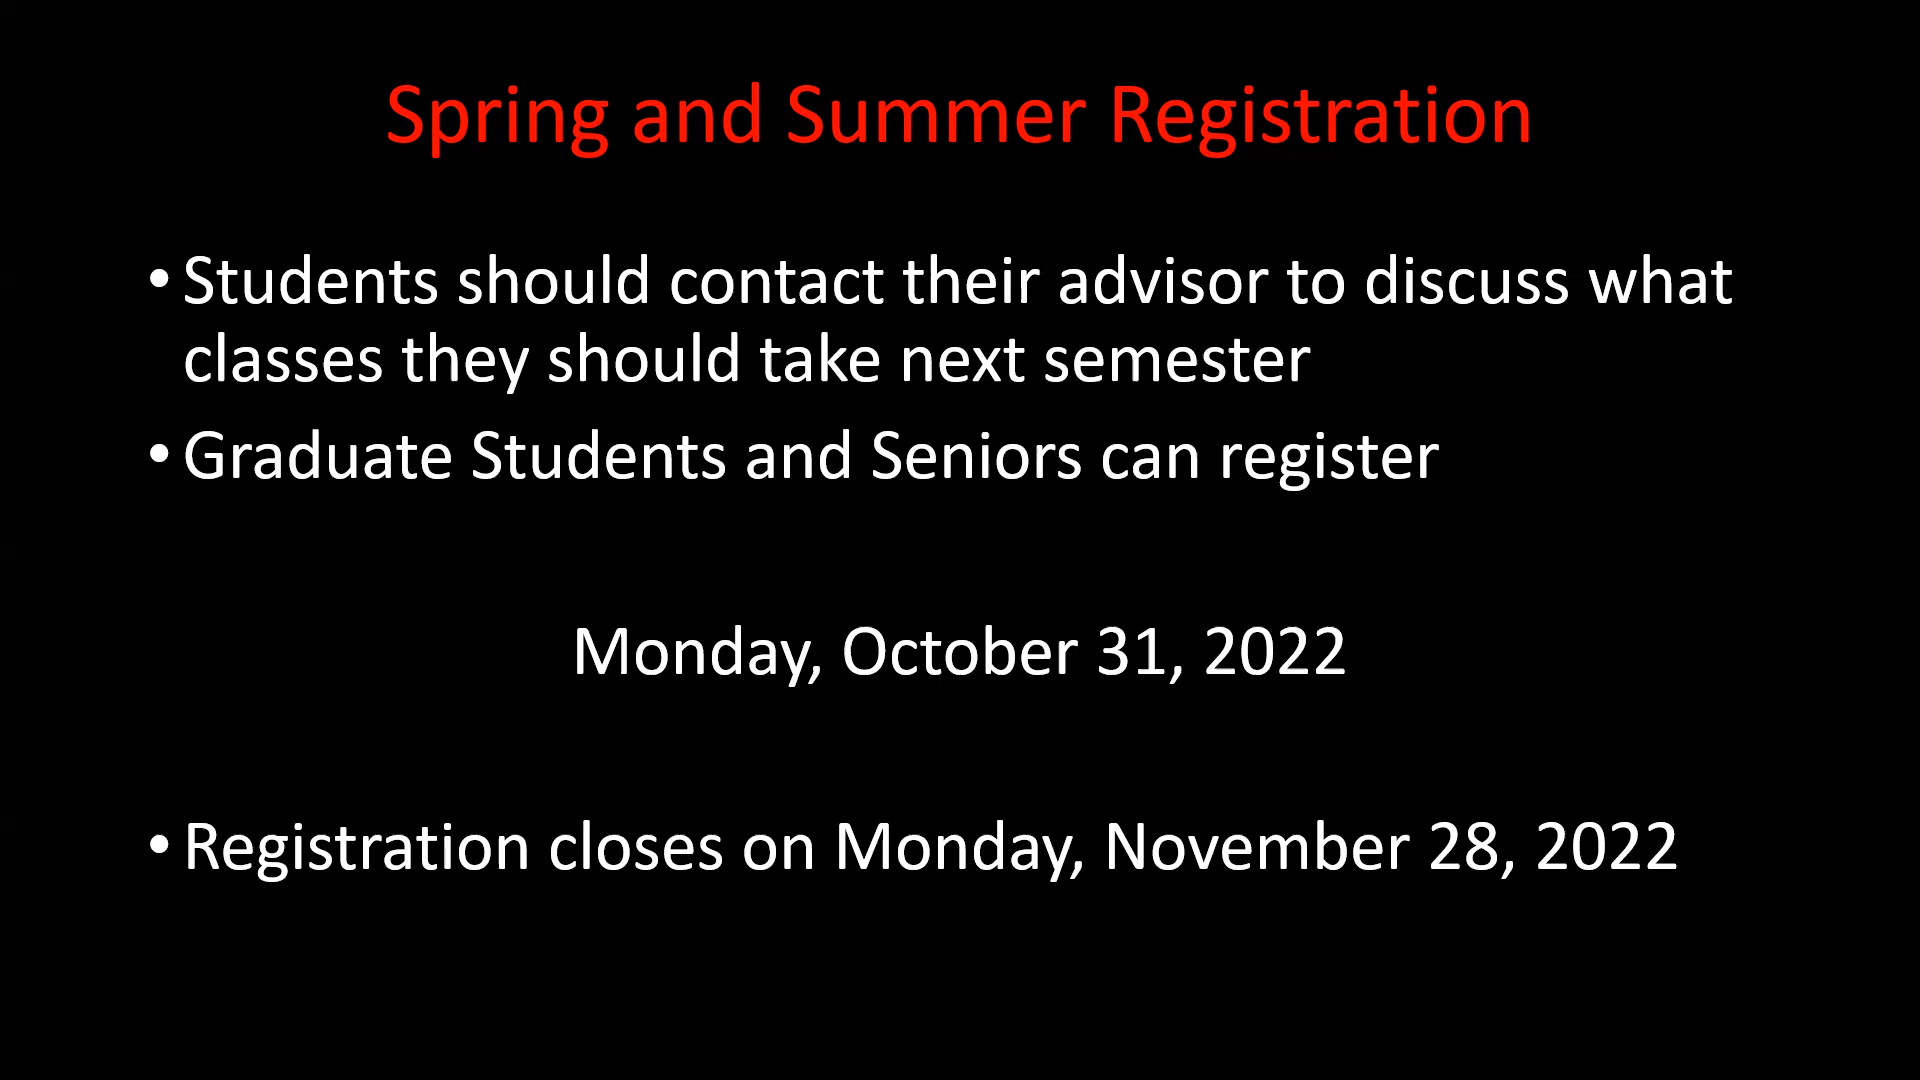 Spring and Summer Registration
• Students should contact their advisor to discuss what
classes they should take next semester
• Graduate Students and Seniors can register
Monday, October 31, 2022
• Registration closes on Monday, November 28, 2022